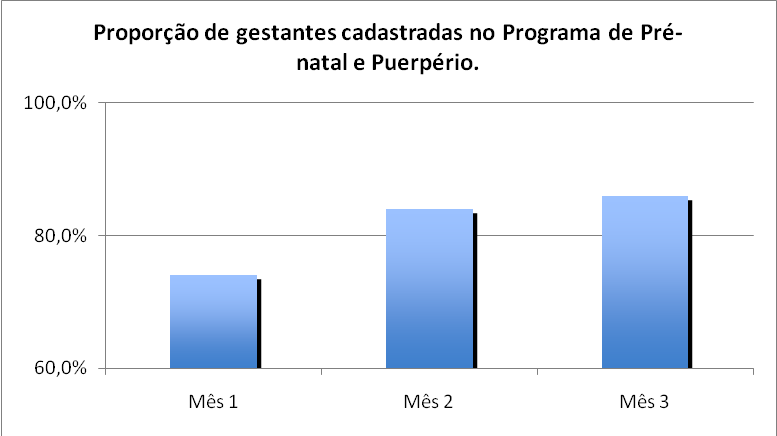 Proporção de gestantes cadastradas no Programa de Pré-
natal e Puerpério.
100,0%
80,0%
60,0%
Mês 1
Mês 2
Mês 3